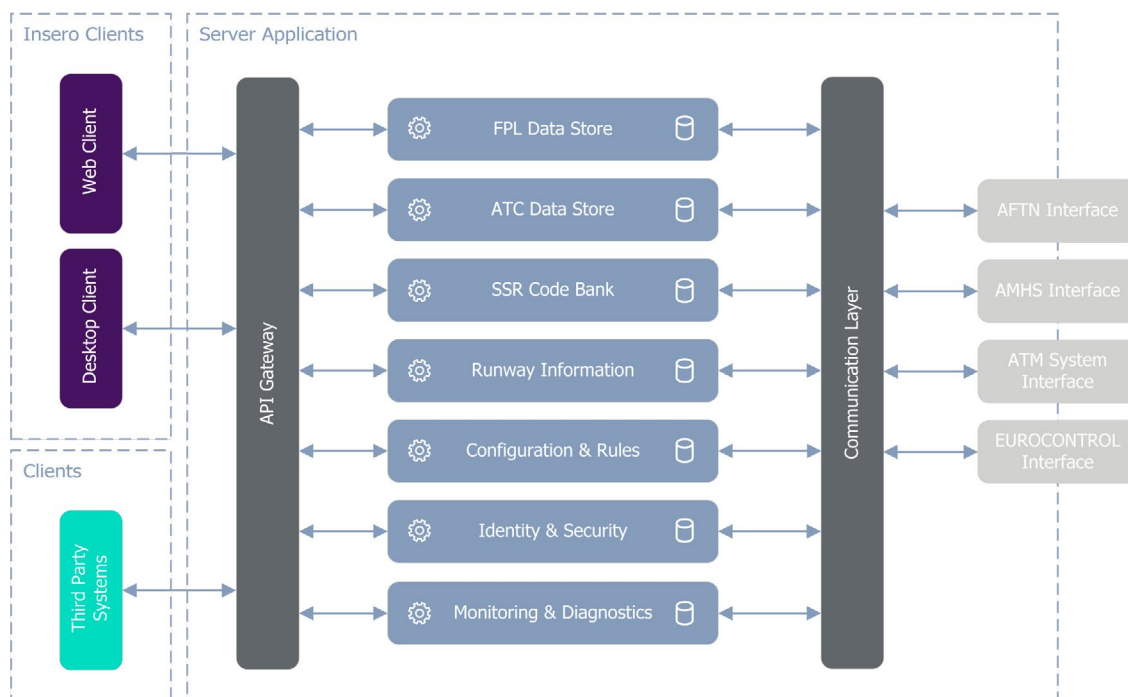 Insero Clients
Server Application
Web Client
Desktop Client
Clients
Third Party
Systems
API Gateway
FPL Data Store
ATC Data Store
SSR Code Bank
Runway Information
Configuration & Rules
Identity & Security
Monitoring & Diagnostics
Communication Layer
AFTN Interface
AMHS Interface
ATM System
Interface
EUROCONTROL
Interface